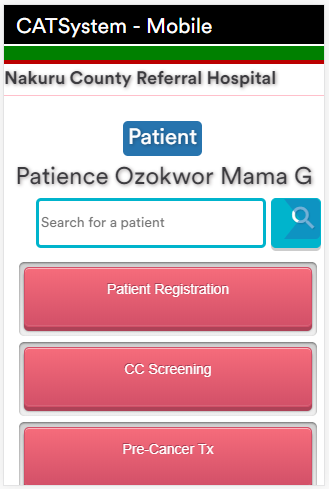 CATSystem - Mobile
Nakuru County Referral Hospital
Patient
Patience Ozokwor Mama G
Search for a patient
Patient Registration
CC Screening
Pre-Cancer Tx